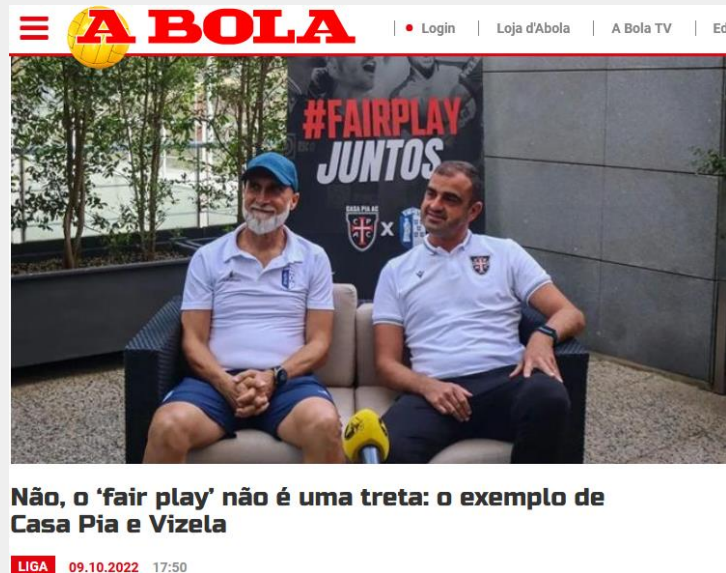 A BOLA
Login
Loja d'Abola
A Bola TV
Ed
#FAIRPLAY
JUNTOS
CASA PIA AC
X
Não, o ‘fair play’ não é uma treta: o exemplo de
Casa Pia e Vizela
LIGA 09.10.2022 17:50